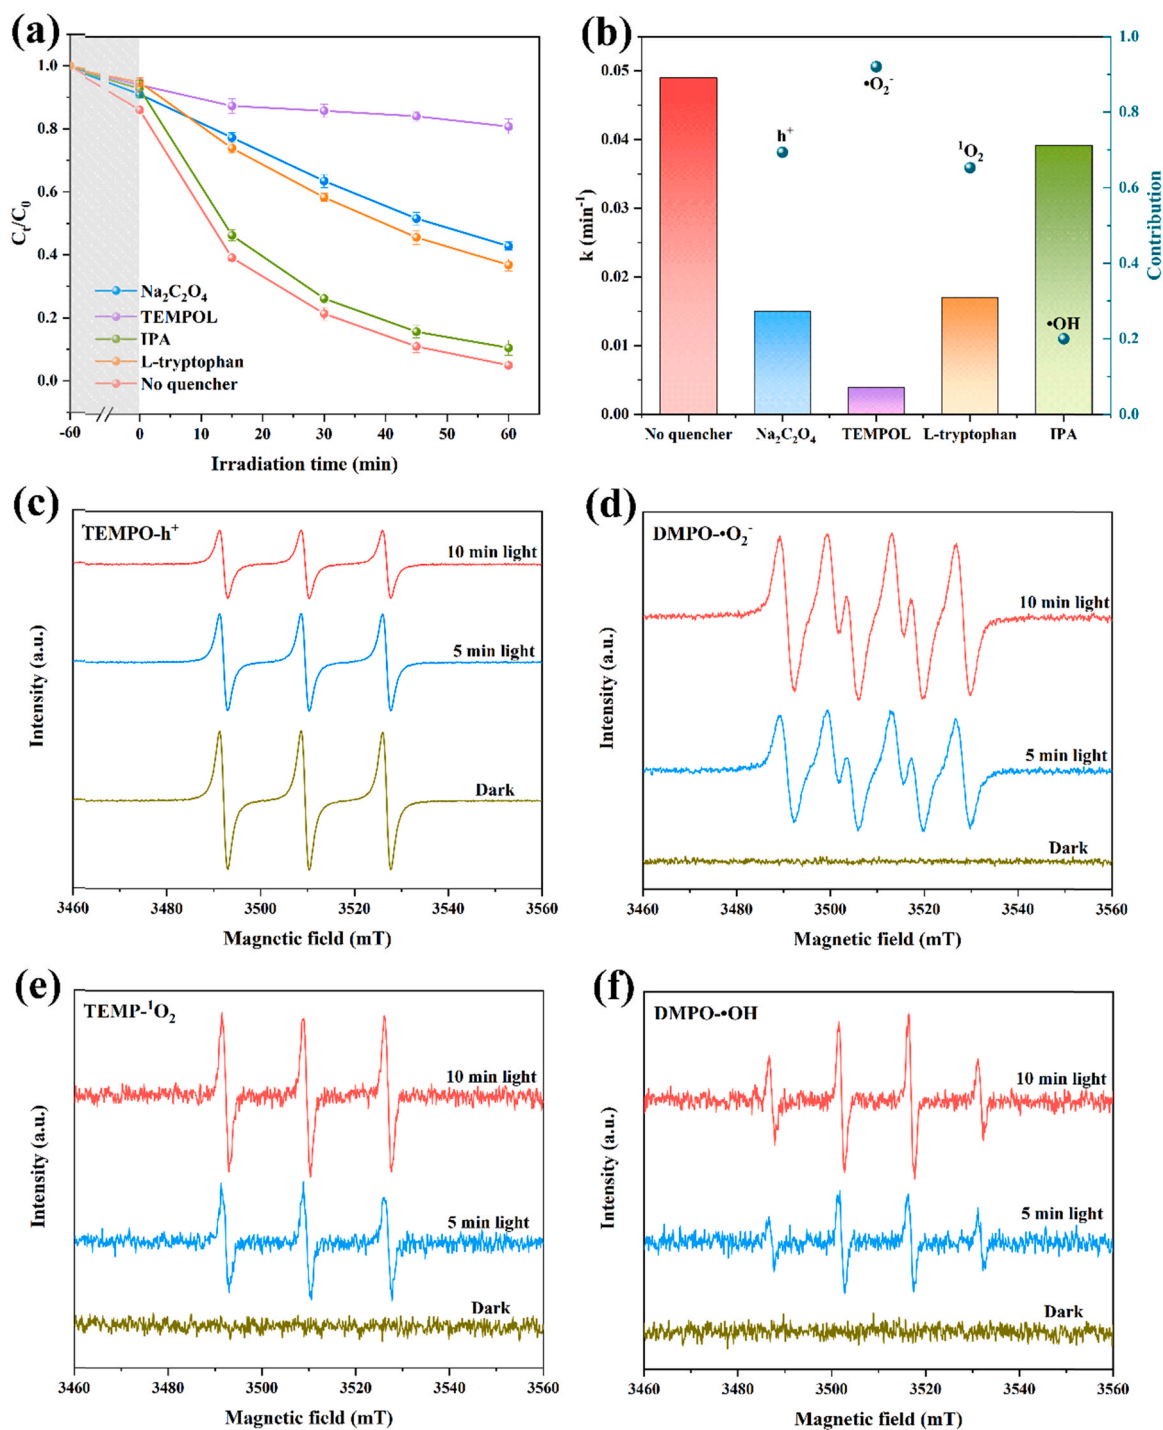 (a)
1.0
0.8
0.6
0.4
0.2
0.0
Cₜ/C₀
Na₂C₂O₄
TEMPOL
IPA
L-tryptophan
No quencher
-60 0 10 20 30 40 50 60
Irradiation time (min)
(b)
0.05
0.04
0.03
0.02
0.01
0.00
k (min⁻¹)
h⁺
•O₂⁻
¹O₂
•OH
1.0
0.8
0.6
0.4
0.2
0.0
Contribution
No quencher Na₂C₂O₄ TEMPOL L-tryptophan IPA
(c)
TEMPO-h⁺
10 min light
5 min light
Dark
Intensity (a.u.)
3460 3480 3500 3520 3540 3560
Magnetic field (mT)
(d)
DMPO-•O₂⁻
10 min light
5 min light
Dark
Intensity (a.u.)
3460 3480 3500 3520 3540 3560
Magnetic field (mT)
(e)
TEMP-¹O₂
10 min light
5 min light
Dark
Intensity (a.u.)
3460 3480 3500 3520 3540 3560
Magnetic field (mT)
(f)
DMPO-•OH
10 min light
5 min light
Dark
Intensity (a.u.)
3460 3480 3500 3520 3540 3560
Magnetic field (mT)